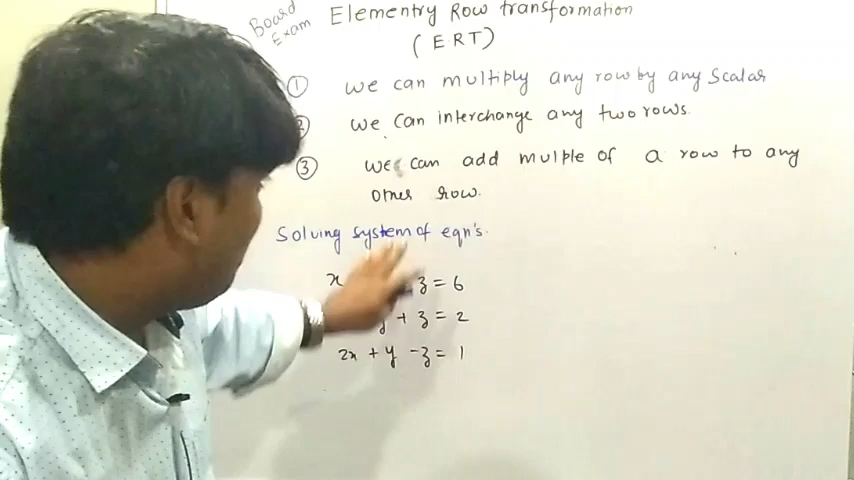 Board Exam
Elementry Row transformation
(ERT)
① We can multiply any row by any Scalar
② we can interchange any two rows.
③ we can add mulple of a row to any
other row.
Solving system of eqn's.
x z = 6
y + z = 2
2x + y - z = 1